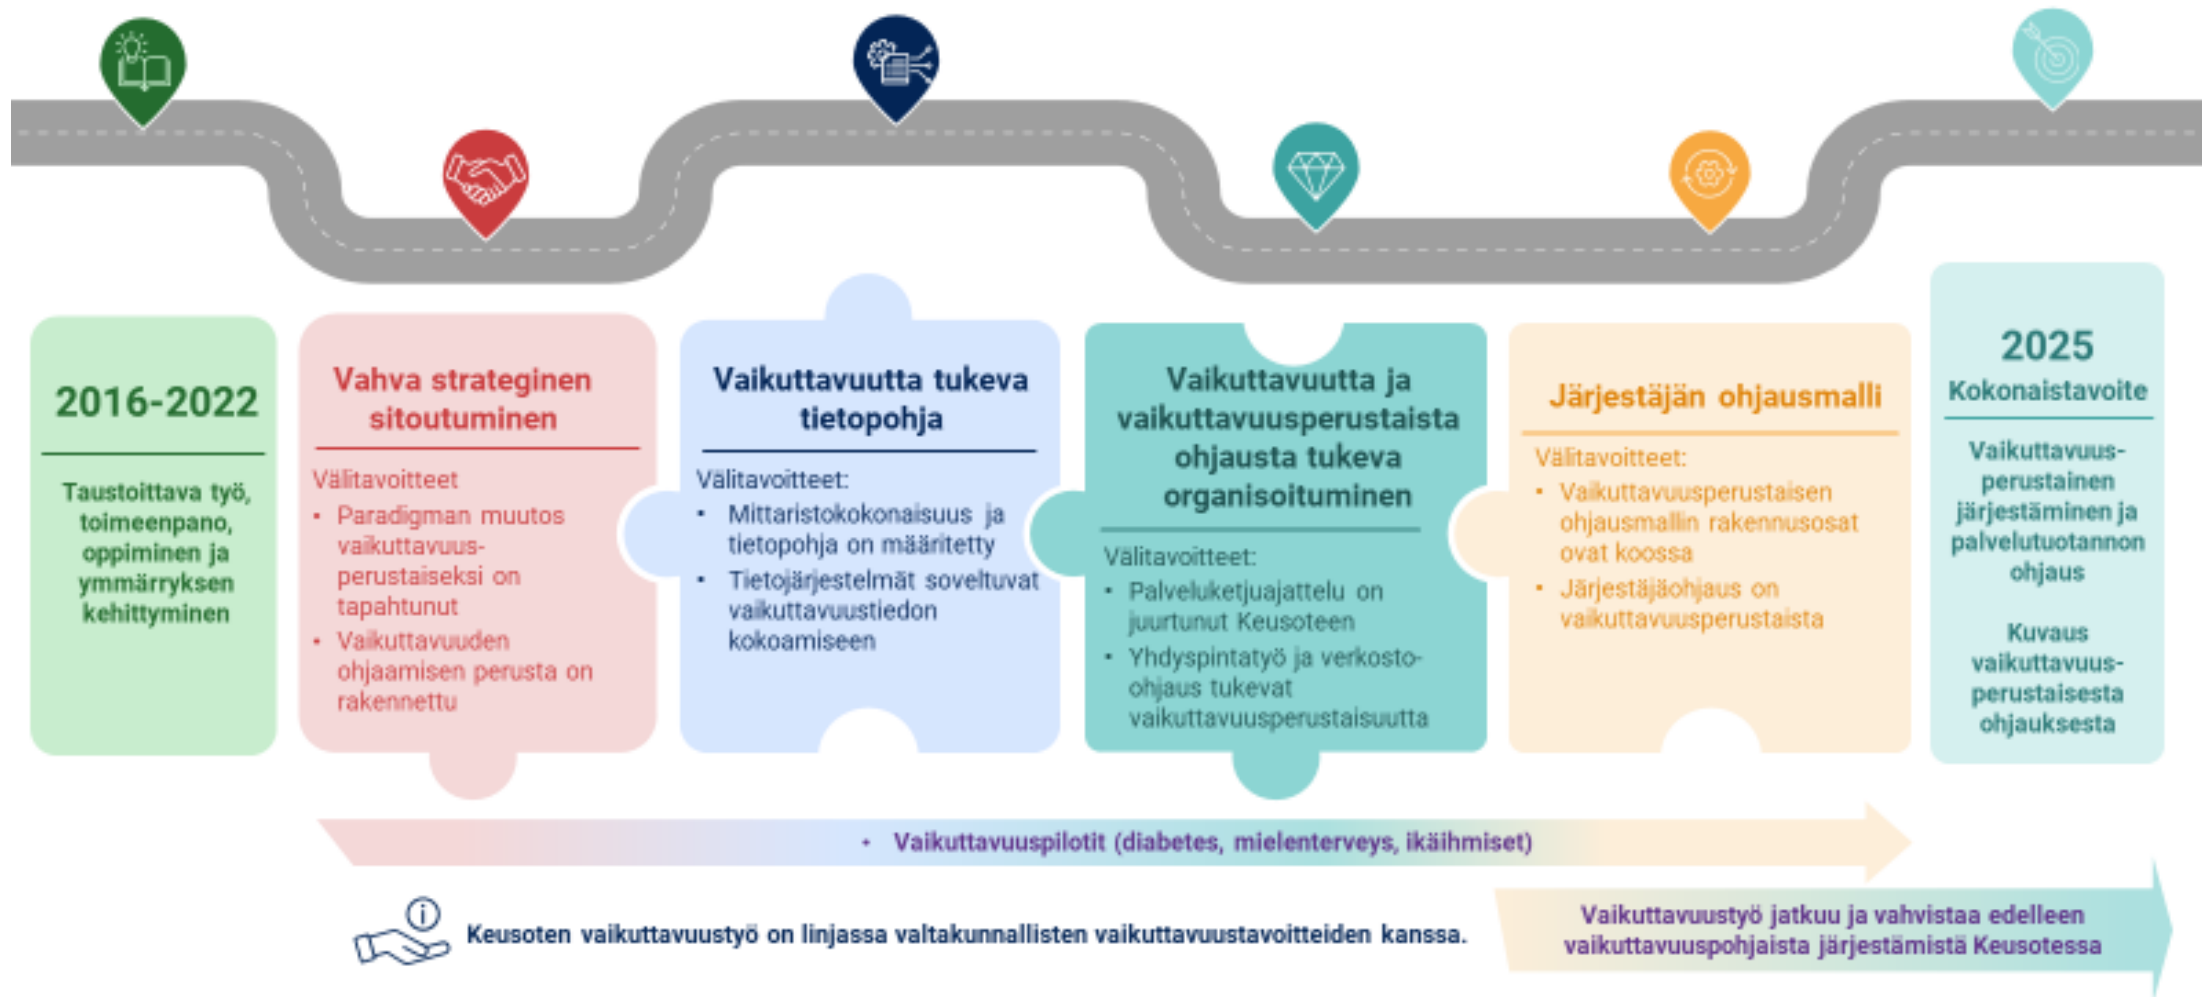 2016-2022
Taustoittava työ,
toimeenpano,
oppiminen ja
ymmärryksen
kehittyminen
Vahva strateginen
sitoutuminen
Välitavoitteet
• Paradigman muutos
vaikuttavuus-
perustaiseksi on
tapahtunut
• Vaikuttavuuden
ohjaamisen perusta on
rakennettu
Vaikuttavuutta tukeva
tietopohja
Välitavoitteet:
• Mittaristokokonaisuus ja
tietopohja on määritetty
• Tietojärjestelmät soveltuvat
vaikuttavuustiedon
kokoamiseen
Vaikuttavuutta ja
vaikuttavuusperustaista
ohjausta tukeva
organisoituminen
Välitavoitteet:
• Palveluketjuajattelu on
juurtunut Keusoteen
• Yhdyspintatyö ja verkosto-
ohjaus tukevat
vaikuttavuusperustaisuutta
Järjestäjän ohjausmalli
Välitavoitteet:
• Vaikuttavuusperustaisen
ohjausmallin rakennusosat
ovat koossa
• Järjestäjäohjaus on
vaikuttavuusperustaista
2025
Kokonaistavoite
Vaikuttavuus-
perustainen
järjestäminen ja
palvelutuotannon
ohjaus
Kuvaus
vaikuttavuus-
perustaisesta
ohjauksesta
• Vaikuttavuuspilotit (diabetes, mielenterveys, ikäihmiset)
Keusoten vaikuttavuustyö on linjassa valtakunnallisten vaikuttavuustavoitteiden kanssa.
Vaikuttavuustyö jatkuu ja vahvistaa edelleen
vaikuttavuuspohjaista järjestämistä Keusotessa